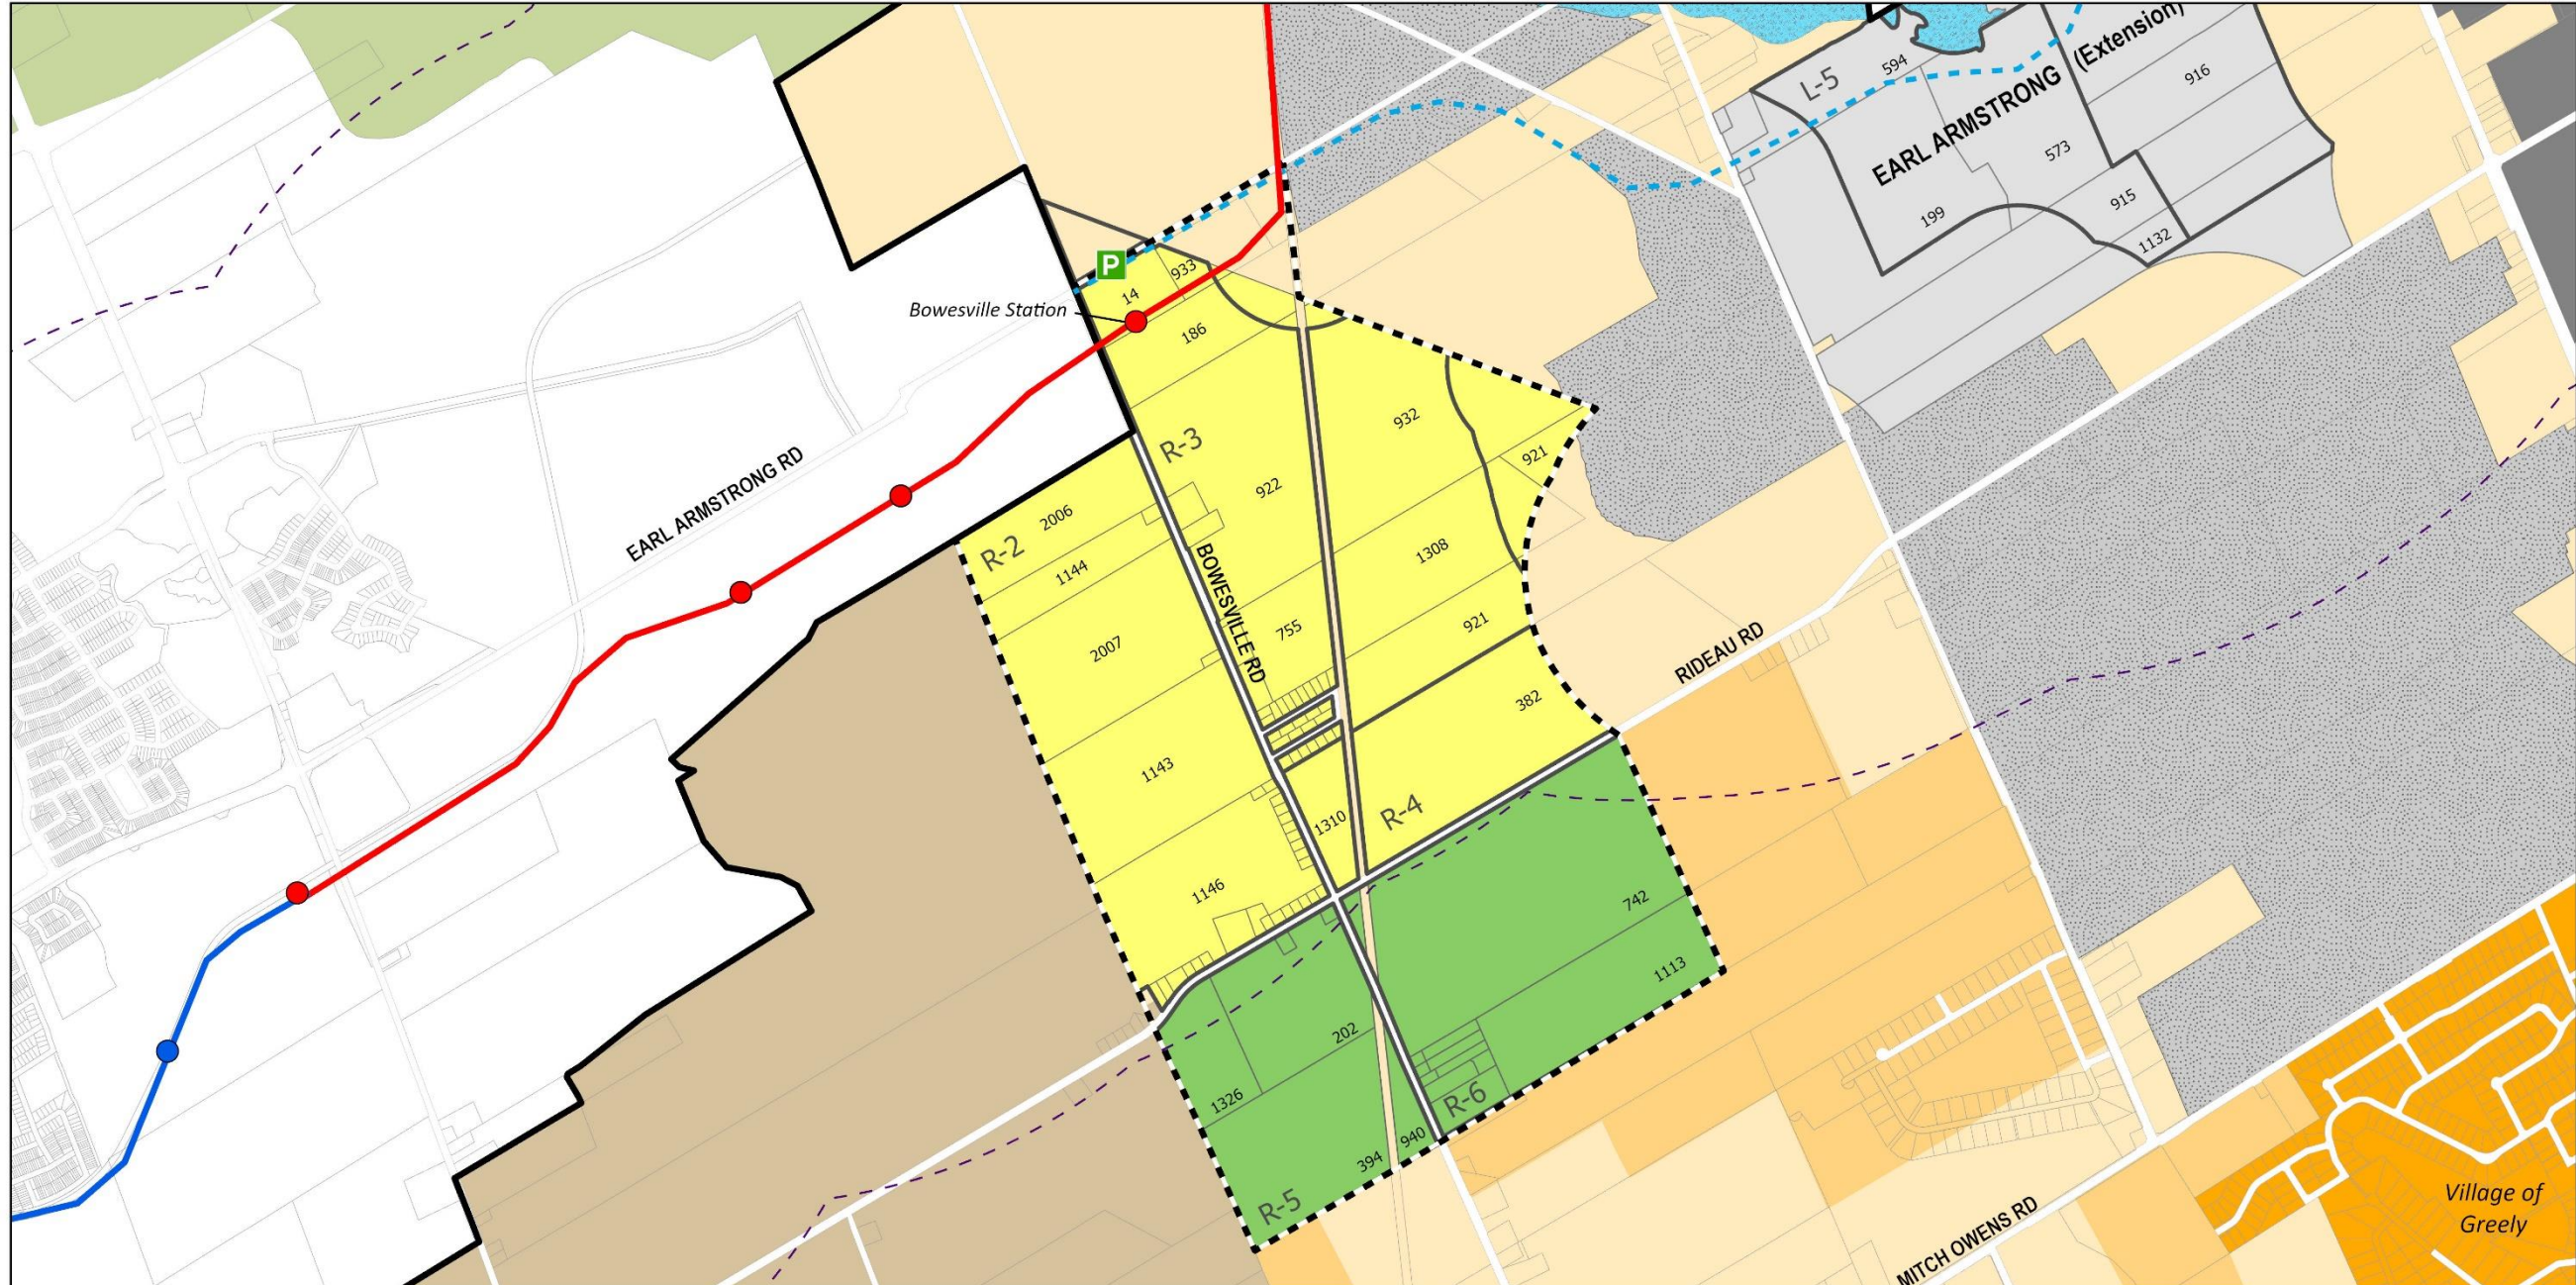 EARL ARMSTRONG (Extension)
L-5
594
916
573
199
915
1132
P
933
14
Bowesville Station
186
R-3
932
921
922
EARL ARMSTRONG RD
2006
R-2
1144
1308
BOWESVILLE RD
755
921
2007
RIDEAU RD
382
1143
R-4
1310
1146
742
1113
202
1326
R-6
940
394
R-5
MITCH OWENS RD
Village of
Greely